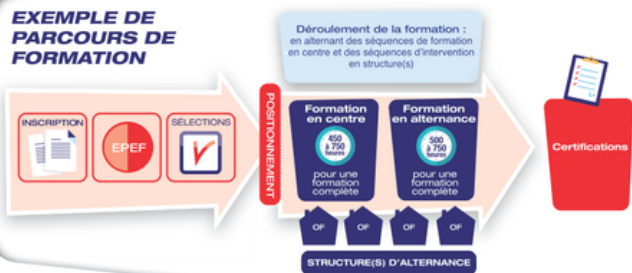 EXEMPLE DE
PARCOURS DE
FORMATION
INSCRIPTION
EPEF
SÉLECTIONS
POSITIONNEMENT
Déroulement de la formation :
en alternant des séquences de formation
en centre et des séquences d'intervention
en structure(s)
Formation
en centre
450
à 750
heures
pour une
formation
complète
Formation
en alternance
500
à 750
heures
pour une
formation
complète
OF
OF
OF
OF
STRUCTURE(S) D'ALTERNANCE
Certifications